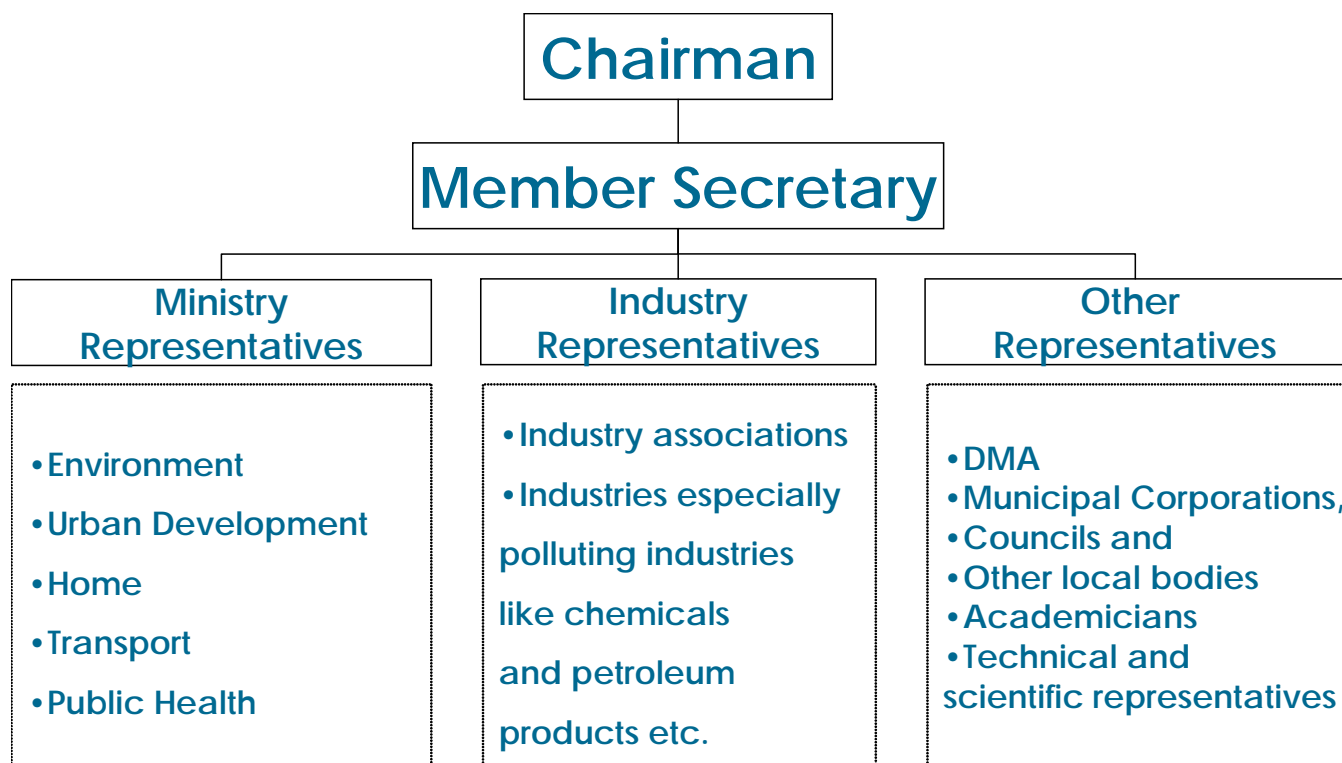 Chairman
Member Secretary
Ministry
Representatives
•Environment
•Urban Development
•Home
•Transport
•Public Health
Industry
Representatives
•Industry associations
•Industries especially
polluting industries
like chemicals
and petroleum
products etc.
Other
Representatives
•DMA
•Municipal Corporations,
•Councils and
•Other local bodies
•Academicians
•Technical and
scientific representatives